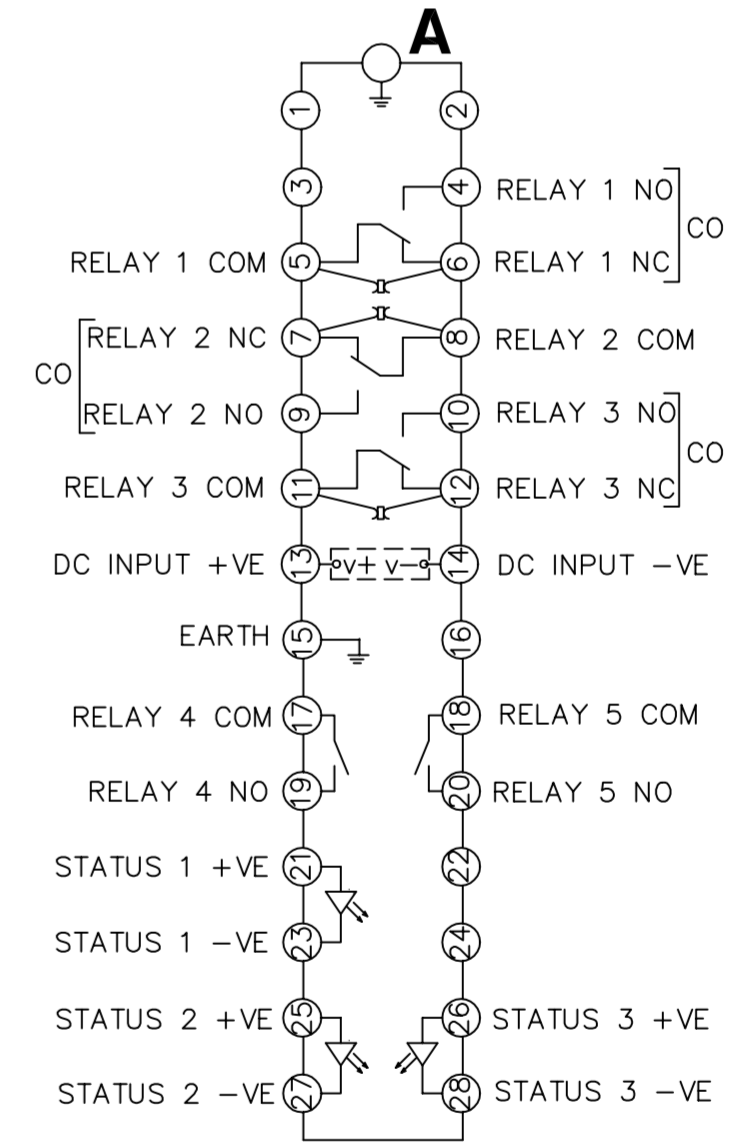 A
1 2
3 4 RELAY 1 NO
CO
RELAY 1 COM 5 6 RELAY 1 NC
RELAY 2 NC 7 8 RELAY 2 COM
CO
RELAY 2 NO 9 10 RELAY 3 NO
CO
RELAY 3 COM 11 12 RELAY 3 NC
DC INPUT +VE 13 V+ V− 14 DC INPUT −VE
EARTH 15 16
RELAY 4 COM 17 18 RELAY 5 COM
RELAY 4 NO 19 20 RELAY 5 NO
STATUS 1 +VE 21 22
STATUS 1 −VE 23 24
STATUS 2 +VE 25 26 STATUS 3 +VE
STATUS 2 −VE 27 28 STATUS 3 −VE